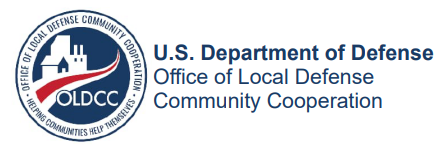 OFFICE OF LOCAL DEFENSE COMMUNITY COOPERATION
OLDCC
HELPING COMMUNITIES HELP THEMSELVES
U.S. Department of Defense
Office of Local Defense
Community Cooperation